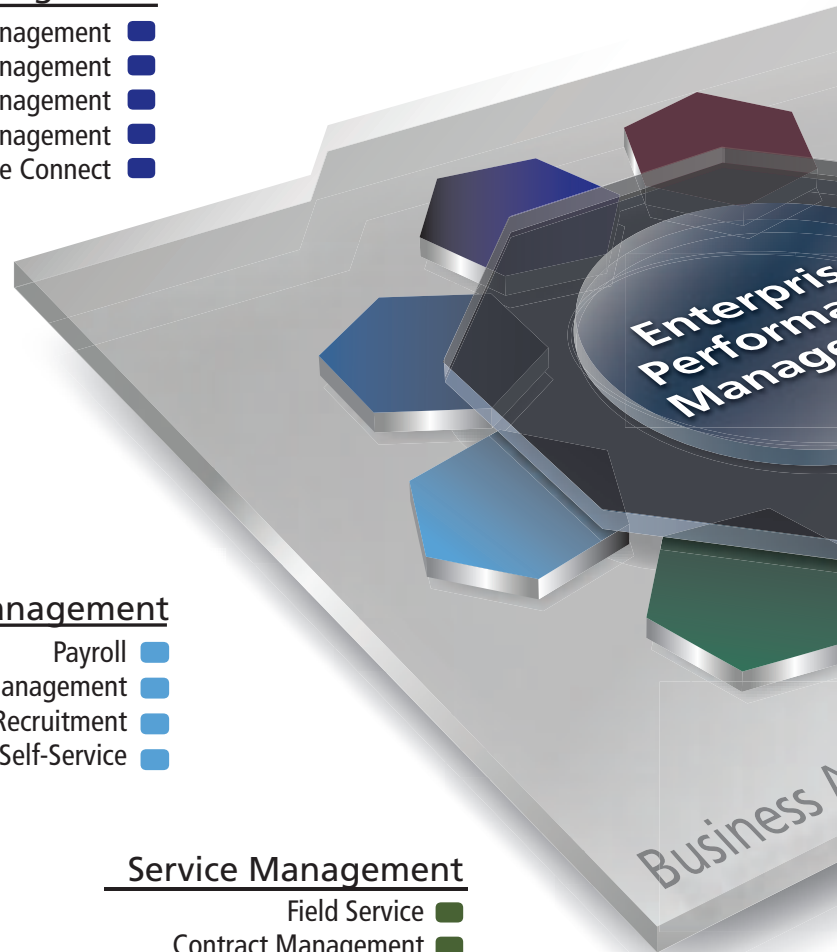 nagement
nagement
nagement
nagement
e Connect
Enterpris
Performa
Manage
nagement
Payroll
anagement
Recruitment
Self-Service
Business
Service Management
Field Service
Contract Management